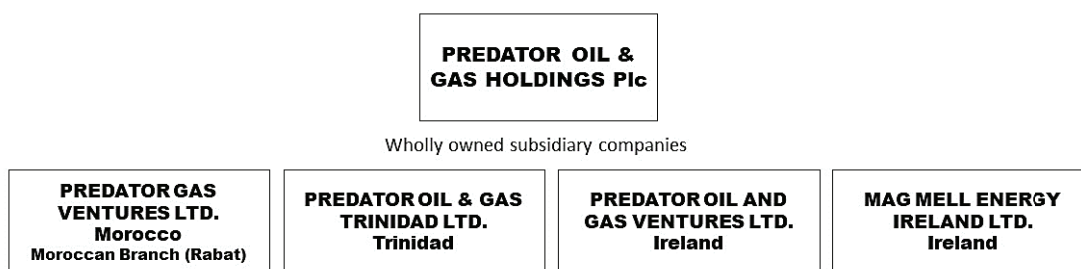 PREDATOR OIL &
GAS HOLDINGS Plc
Wholly owned subsidiary companies
PREDATOR GAS
VENTURES LTD.
Morocco
Moroccan Branch (Rabat)
PREDATOR OIL & GAS
TRINIDAD LTD.
Trinidad
PREDATOR OIL AND
GAS VENTURES LTD.
Ireland
MAG MELL ENERGY
IRELAND LTD.
Ireland